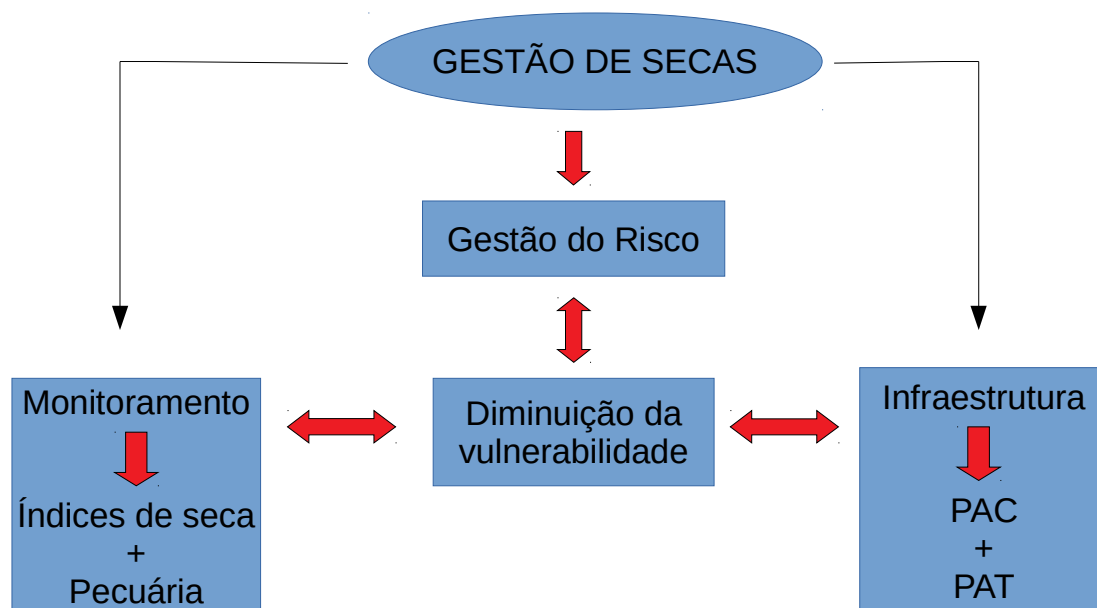 GESTÃO DE SECAS
Gestão do Risco
Monitoramento
Índices de seca
+
Pecuária
Diminuição da
vulnerabilidade
Infraestrutura
PAC
+
PAT